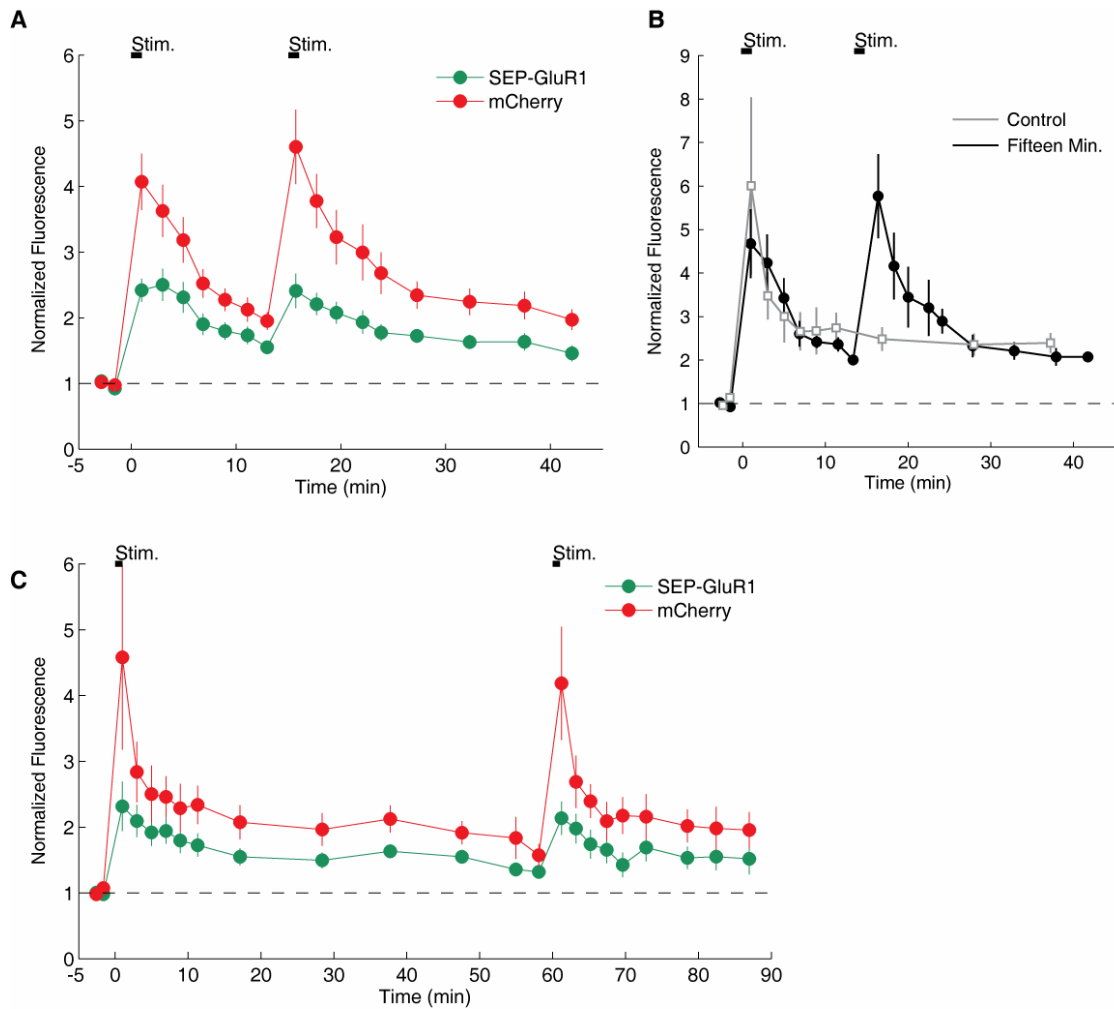 A
Stim.
Stim.
SEP-GluR1
mCherry
Normalized Fluorescence
6
5
4
3
2
1
0
-5
0
10
20
30
40
Time (min)
B
Stim.
Stim.
Control
Fifteen Min.
Normalized Fluorescence
9
8
7
6
5
4
3
2
1
0
0
10
20
30
40
Time (min)
C
Stim.
Stim.
SEP-GluR1
mCherry
Normalized Fluorescence
6
5
4
3
2
1
0
-5
0
10
20
30
40
50
60
70
80
90
Time (min)